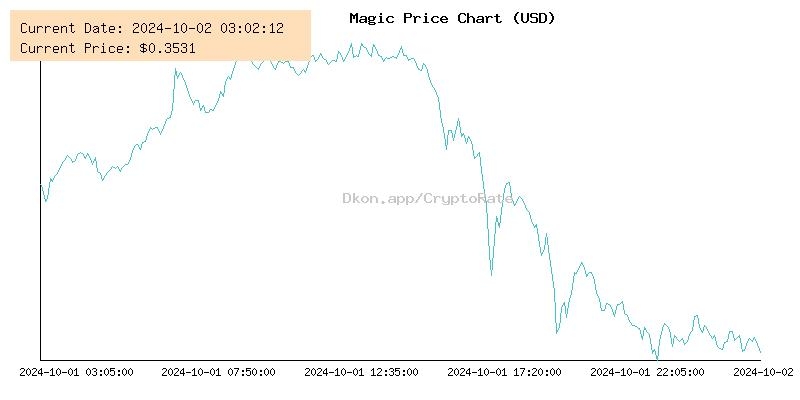 Magic Price Chart (USD)
Current Date: 2024-10-02 03:02:12
Current Price: $0.3531
Dkon.app/CryptoRate
2024-10-01 03:05:00 2024-10-01 07:50:00 2024-10-01 12:35:00 2024-10-01 17:20:00 2024-10-01 22:05:00 2024-10-02